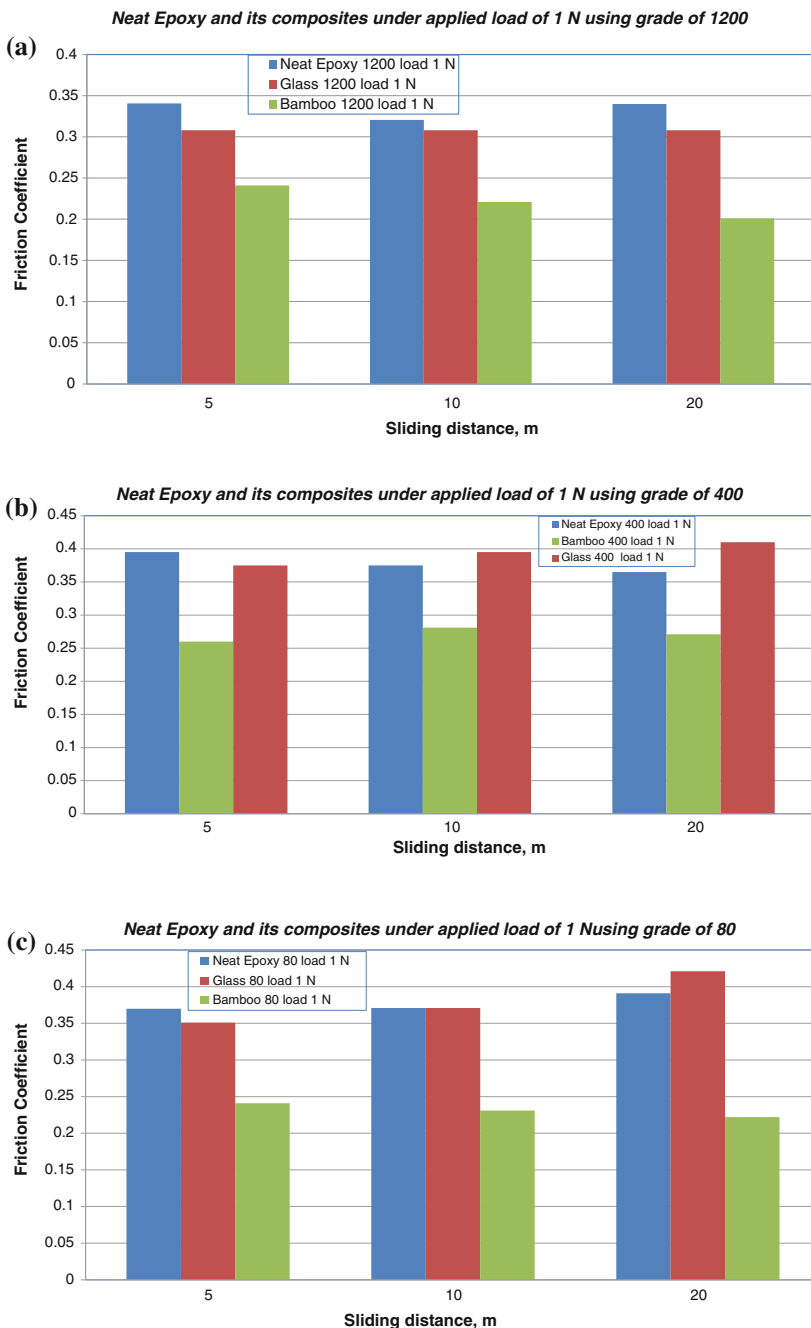 Neat Epoxy and its composites under applied load of 1 N using grade of 1200
(a)
0.4
0.35
0.3
0.25
0.2
0.15
0.1
0.05
0
Friction Coefficient
Neat Epoxy 1200 load 1 N
Glass 1200 load 1 N
Bamboo 1200 load 1 N
5 10 20
Sliding distance, m
Neat Epoxy and its composites under applied load of 1 N using grade of 400
(b)
0.45
0.4
0.35
0.3
0.25
0.2
0.15
0.1
0.05
0
Friction Coefficient
Neat Epoxy 400 load 1 N
Bamboo 400 load 1 N
Glass 400 load 1 N
5 10 20
Sliding distance, m
Neat Epoxy and its composites under applied load of 1 Nusing grade of 80
(c)
0.45
0.4
0.35
0.3
0.25
0.2
0.15
0.1
0.05
0
Friction Coefficient
Neat Epoxy 80 load 1 N
Glass 80 load 1 N
Bamboo 80 load 1 N
5 10 20
Sliding distance, m